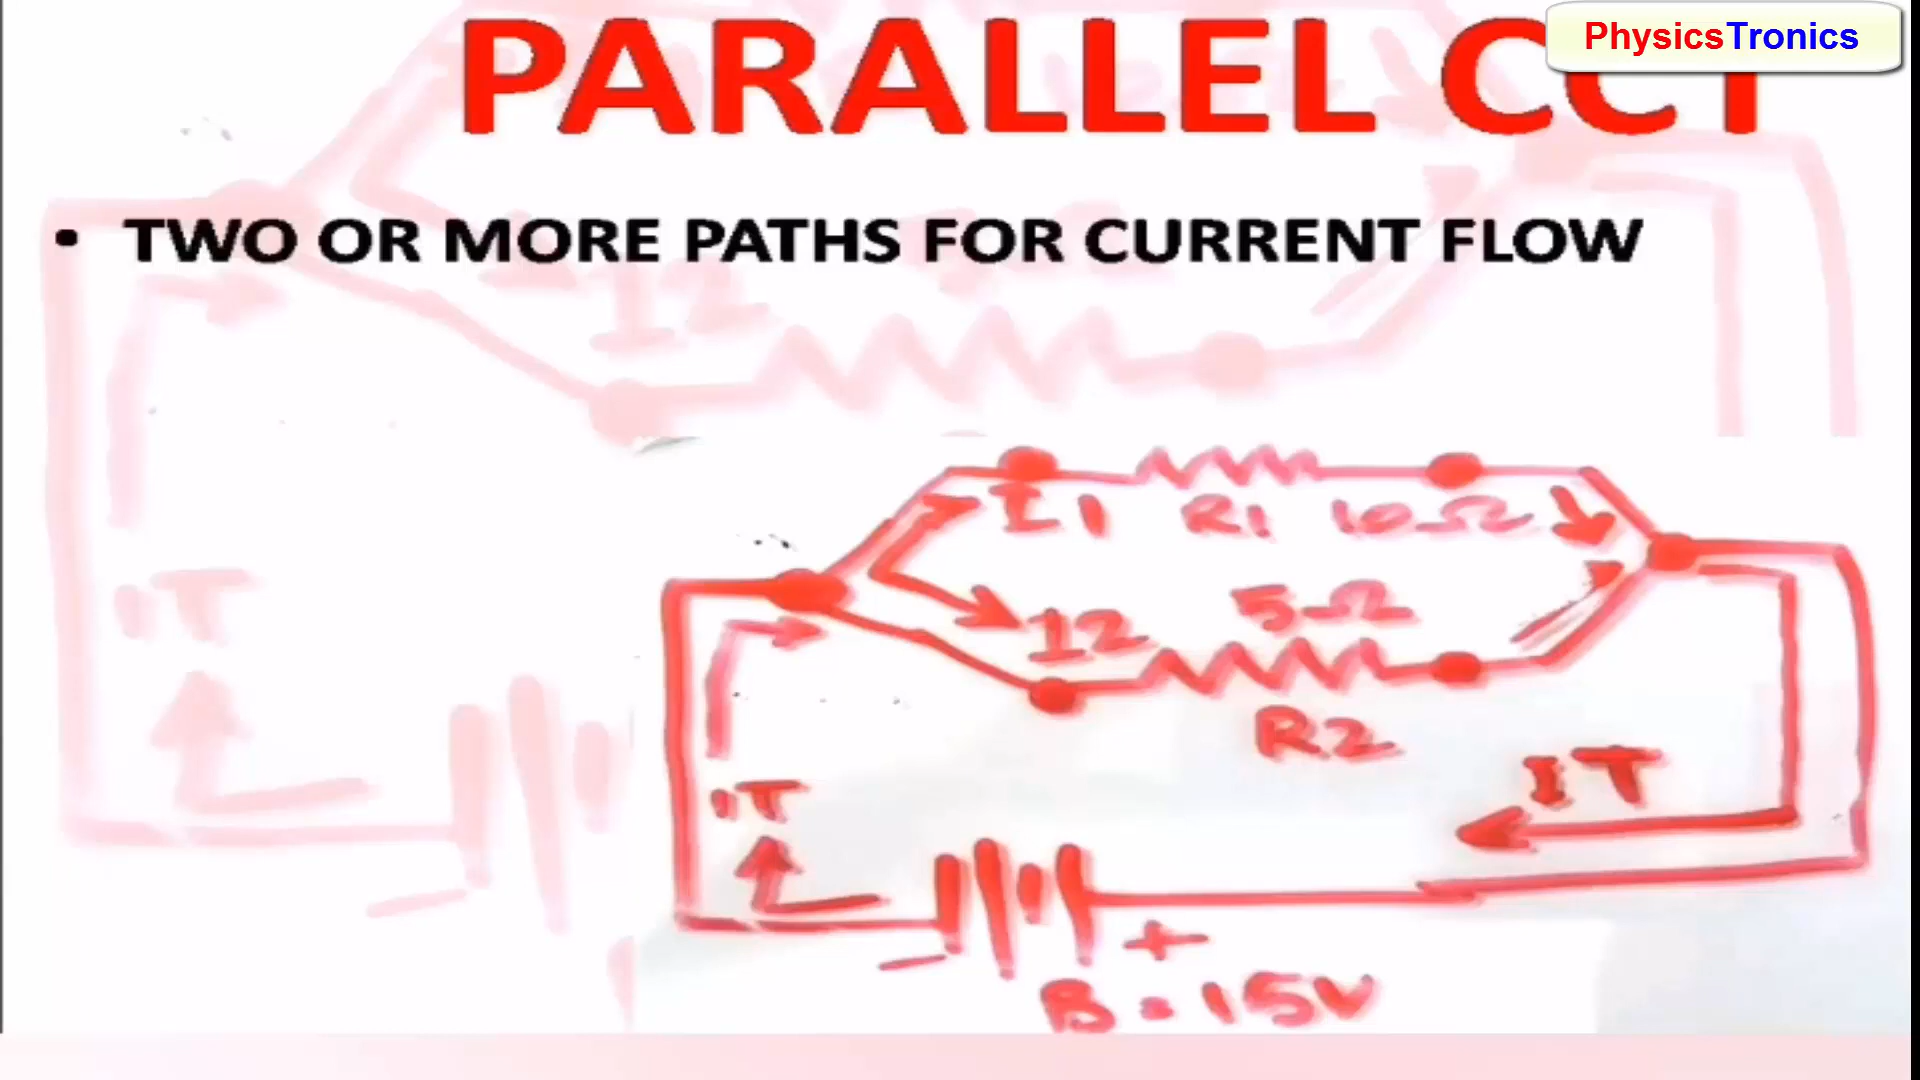 PhysicsTronics
PARALLEL CCT
• TWO OR MORE PATHS FOR CURRENT FLOW
I1 R1 10Ω
I2 5Ω
R2
IT
IT
IT
- +
B = 15V